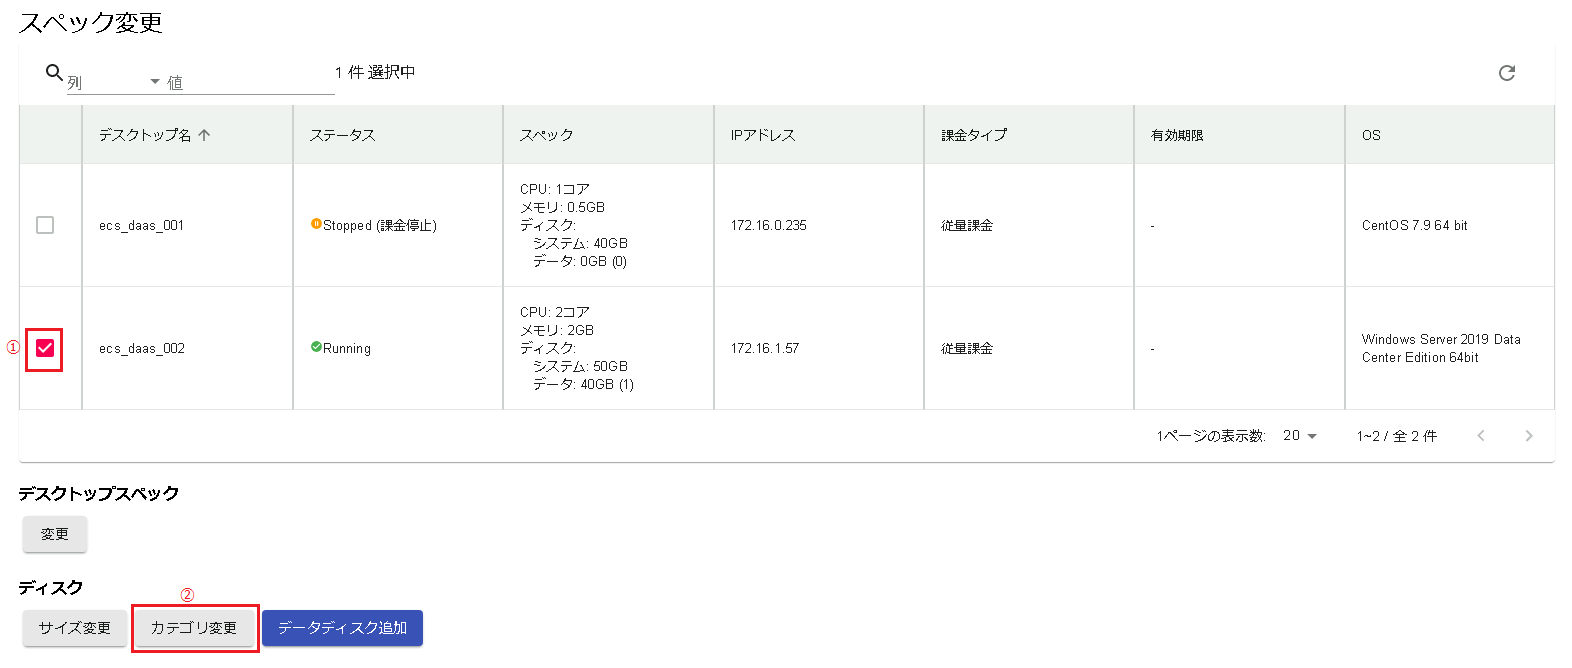 スペック変更
列 値 1 件 選択中
デスクトップ名 ステータス スペック IPアドレス 課金タイプ 有効期限 OS
CPU: 1コア
メモリ: 0.5GB
ecs_daas_001 Stopped (課金停止) ディスク: 172.16.0.235 従量課金 - CentOS 7.9 64 bit
システム: 40GB
データ: 0GB (0)
CPU: 2コア
メモリ: 2GB
① ecs_daas_002 Running ディスク: 172.16.1.57 従量課金 - Windows Server 2019 Data
Center Edition 64bit
システム: 50GB
データ: 40GB (1)
1ページの表示数: 20 1~2 / 全 2 件
デスクトップスペック
変更
ディスク
②
サイズ変更 カテゴリ変更 データディスク追加